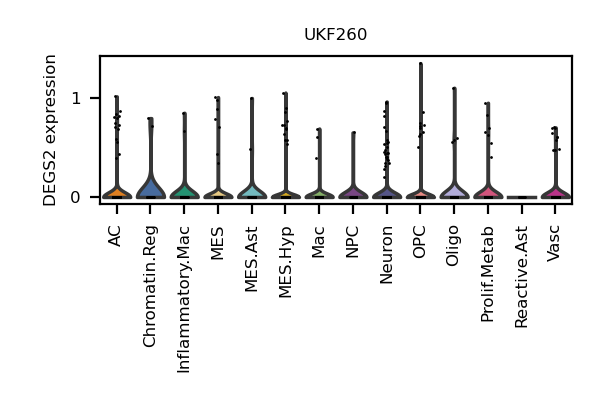 UKF260
DEGS2 expression
1
0
AC
Chromatin.Reg
Inflammatory.Mac
MES
MES.Ast
MES.Hyp
Mac
NPC
Neuron
OPC
Oligo
Prolif.Metab
Reactive.Ast
Vasc